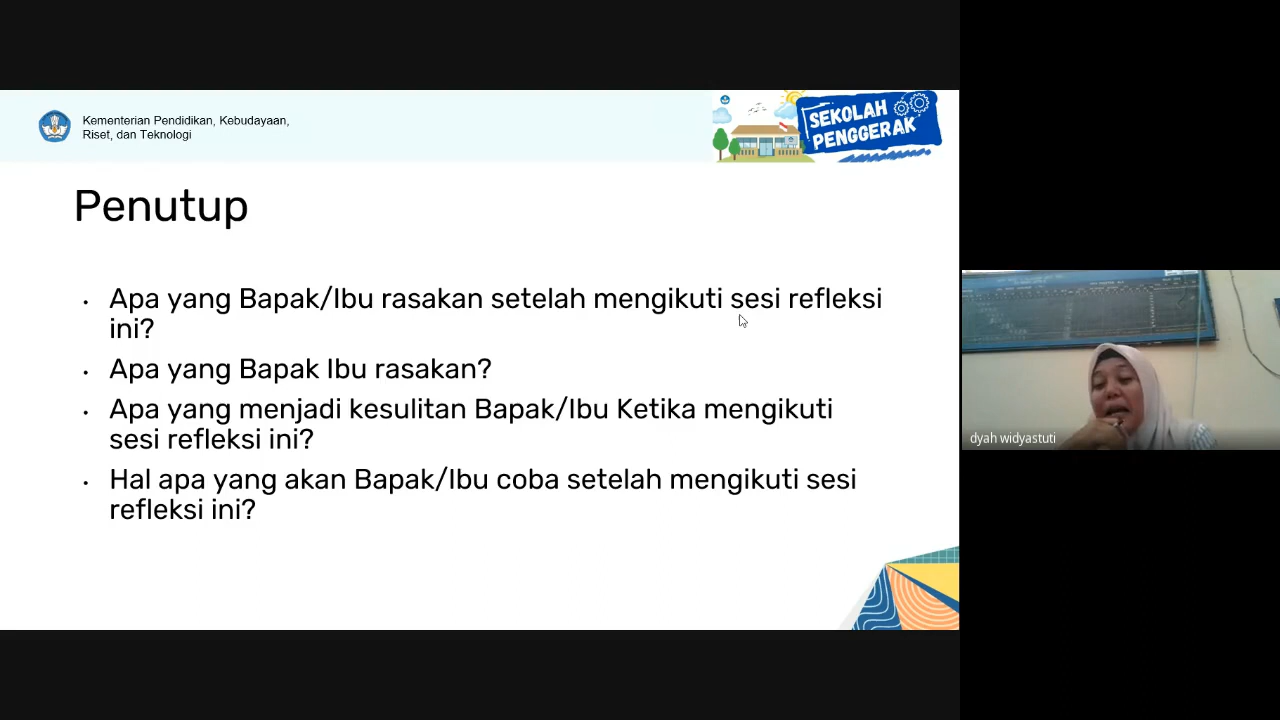 Kementerian Pendidikan, Kebudayaan,
Riset, dan Teknologi
SEKOLAH
PENGGERAK
Penutup
• Apa yang Bapak/Ibu rasakan setelah mengikuti sesi refleksi
ini?
• Apa yang Bapak Ibu rasakan?
• Apa yang menjadi kesulitan Bapak/Ibu Ketika mengikuti
sesi refleksi ini?
• Hal apa yang akan Bapak/Ibu coba setelah mengikuti sesi
refleksi ini?
dyah widyastuti